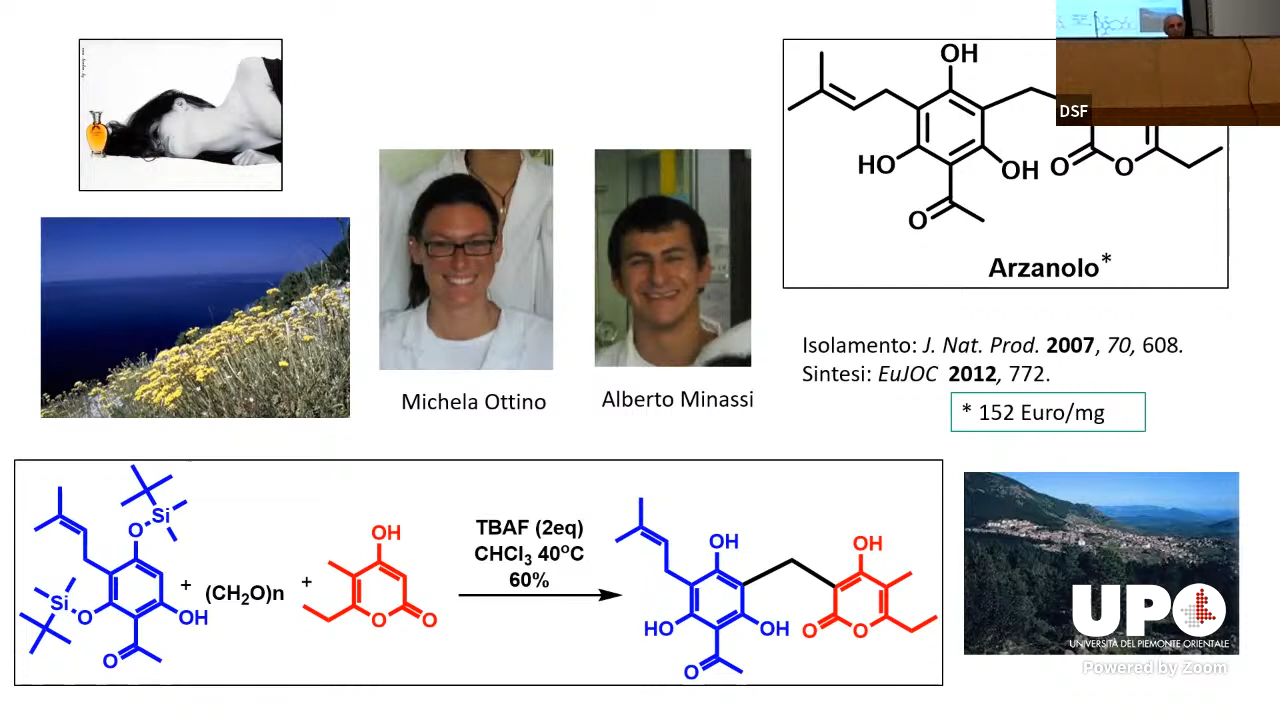 OH
HO
OH
O
O
O
DSF
Arzanolo*
Michela Ottino
Alberto Minassi
Isolamento: J. Nat. Prod. 2007, 70, 608.
Sintesi: EuJOC 2012, 772.
* 152 Euro/mg
Si
O
Si
O
OH
O
+
(CH₂O)n
+
OH
O
O
TBAF (2eq)
CHCl₃ 40°C
60%
OH
HO
OH
O
OH
O
O
UPO
UNIVERSITÀ DEL PIEMONTE ORIENTALE
Powered by Zoom